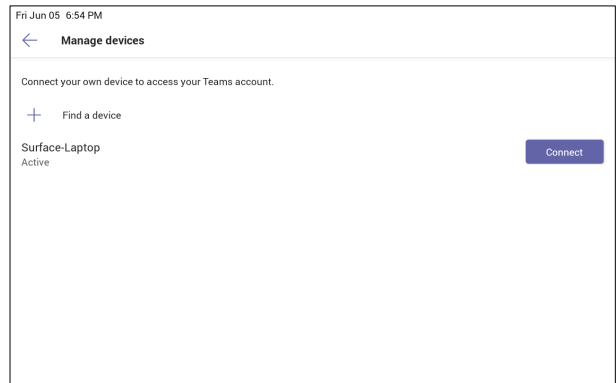 Fri Jun 05 6:54 PM
Manage devices
Connect your own device to access your Teams account.
Find a device
Surface-Laptop
Connect
Active